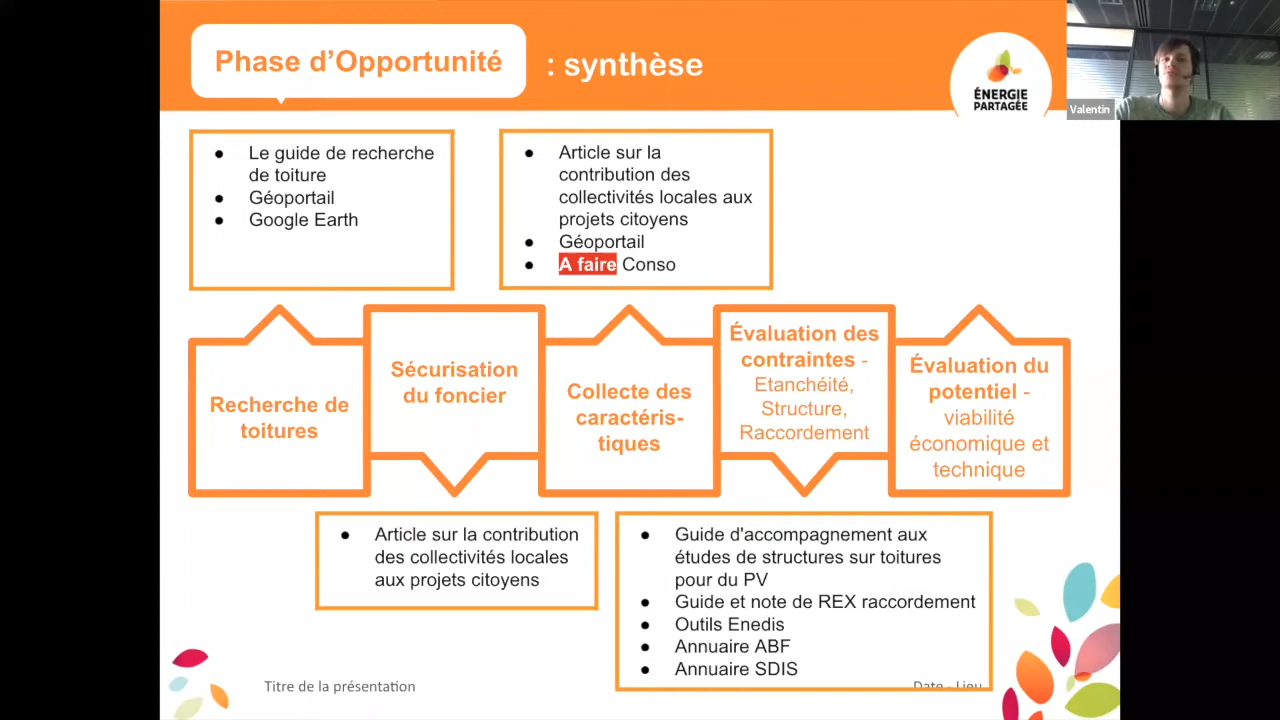 Phase d’Opportunité : synthèse
ÉNERGIE
PARTAGÉE
Valentin
● Le guide de recherche
de toiture
● Géoportail
● Google Earth
● Article sur la
contribution des
collectivités locales aux
projets citoyens
● Géoportail
● A faire Conso
Recherche de
toitures
Sécurisation
du foncier
Collecte des
caractéris-
tiques
Évaluation des
contraintes -
Etanchéité,
Structure,
Raccordement
Évaluation du
potentiel -
viabilité
économique et
technique
● Article sur la contribution
des collectivités locales
aux projets citoyens
● Guide d'accompagnement aux
études de structures sur toitures
pour du PV
● Guide et note de REX raccordement
● Outils Enedis
● Annuaire ABF
● Annuaire SDIS
Titre de la présentation
Date - Lieu